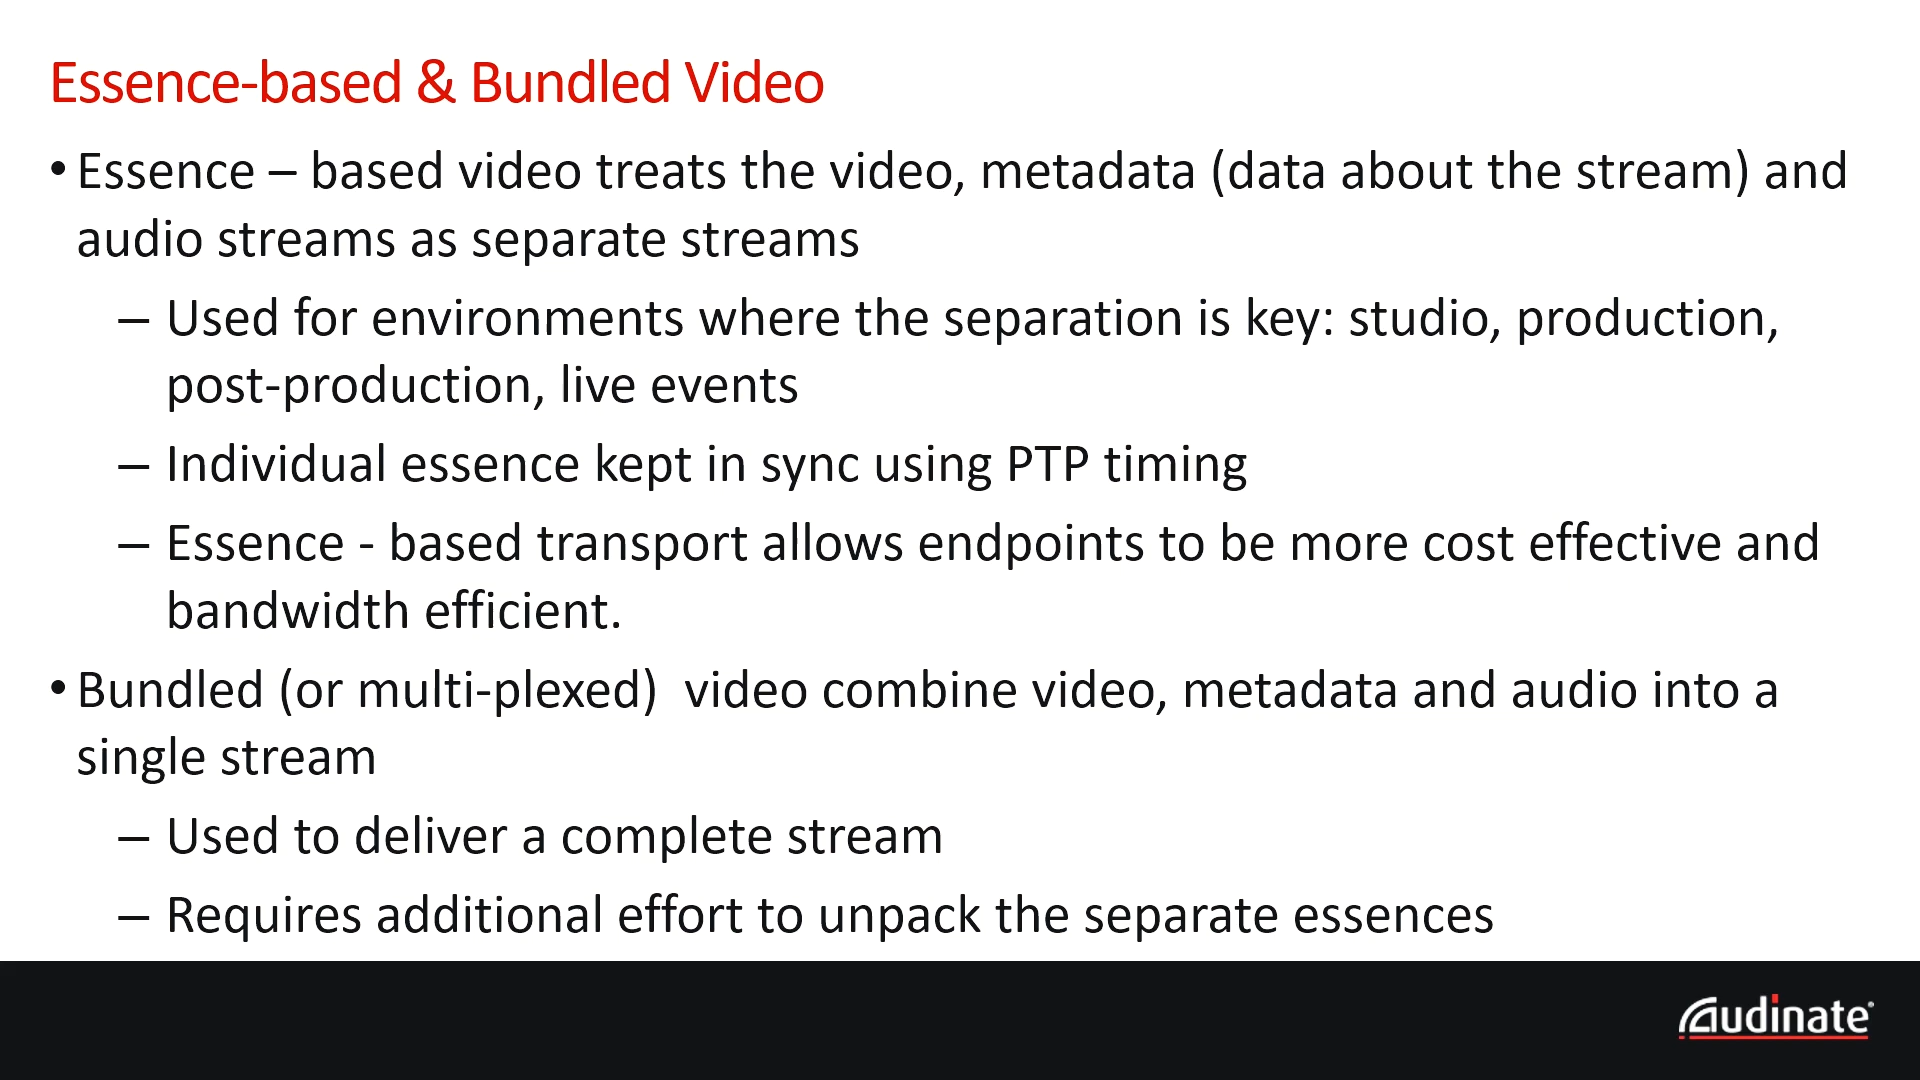 Essence-based & Bundled Video
• Essence – based video treats the video, metadata (data about the stream) and
audio streams as separate streams
– Used for environments where the separation is key: studio, production,
post-production, live events
– Individual essence kept in sync using PTP timing
– Essence - based transport allows endpoints to be more cost effective and
bandwidth efficient.
• Bundled (or multi-plexed)  video combine video, metadata and audio into a
single stream
– Used to deliver a complete stream
– Requires additional effort to unpack the separate essences
Audinate®